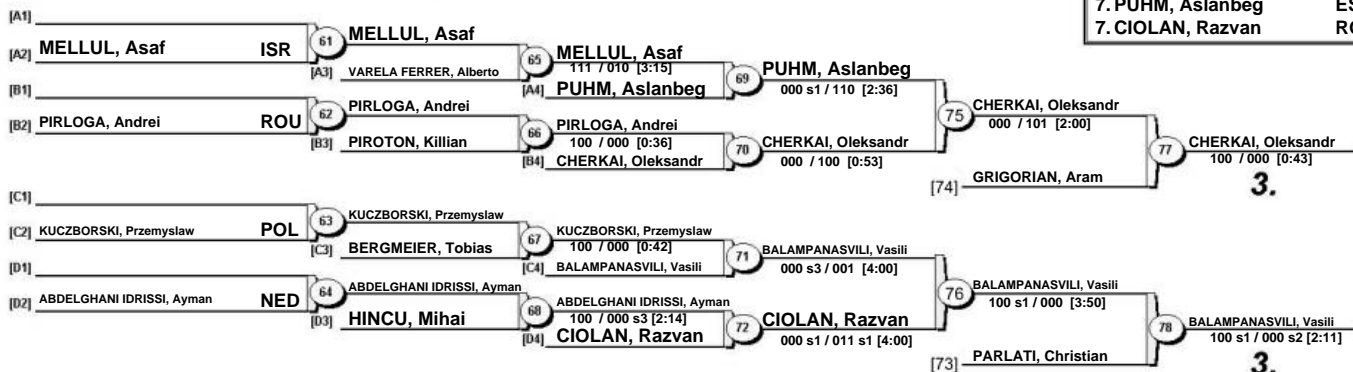 7. PUHM, Aslanbeg
7. CIOLAN, Razvan
[A1]
[A2] MELLUL, Asaf ISR
61
MELLUL, Asaf
[A3] VARELA FERRER, Alberto
65
MELLUL, Asaf
111 / 010 [3:15]
[A4] PUHM, Aslanbeg
69
PUHM, Aslanbeg
000 s1 / 110 [2:36]
[B1]
[B2] PIRLOGA, Andrei ROU
62
PIRLOGA, Andrei
[B3] PIROTON, Killian
66
PIRLOGA, Andrei
100 / 000 [0:36]
[B4] CHERKAI, Oleksandr
70
CHERKAI, Oleksandr
000 / 100 [0:53]
75
CHERKAI, Oleksandr
000 / 101 [2:00]
[74] GRIGORIAN, Aram
77
CHERKAI, Oleksandr
100 / 000 [0:43]
3.
[C1]
[C2] KUCZBORSKI, Przemyslaw POL
63
KUCZBORSKI, Przemyslaw
[C3] BERGMEIER, Tobias
67
KUCZBORSKI, Przemyslaw
100 / 000 [0:42]
[C4] BALAMPANASVILI, Vasili
71
BALAMPANASVILI, Vasili
000 s3 / 001 [4:00]
[D1]
[D2] ABDELGHANI IDRISSI, Ayman NED
64
ABDELGHANI IDRISSI, Ayman
[D3] HINCU, Mihai
68
ABDELGHANI IDRISSI, Ayman
100 / 000 s3 [2:14]
[D4] CIOLAN, Razvan
72
CIOLAN, Razvan
000 s1 / 011 s1 [4:00]
76
BALAMPANASVILI, Vasili
100 s1 / 000 [3:50]
[73] PARLATI, Christian
78
BALAMPANASVILI, Vasili
100 s1 / 000 s2 [2:11]
3.